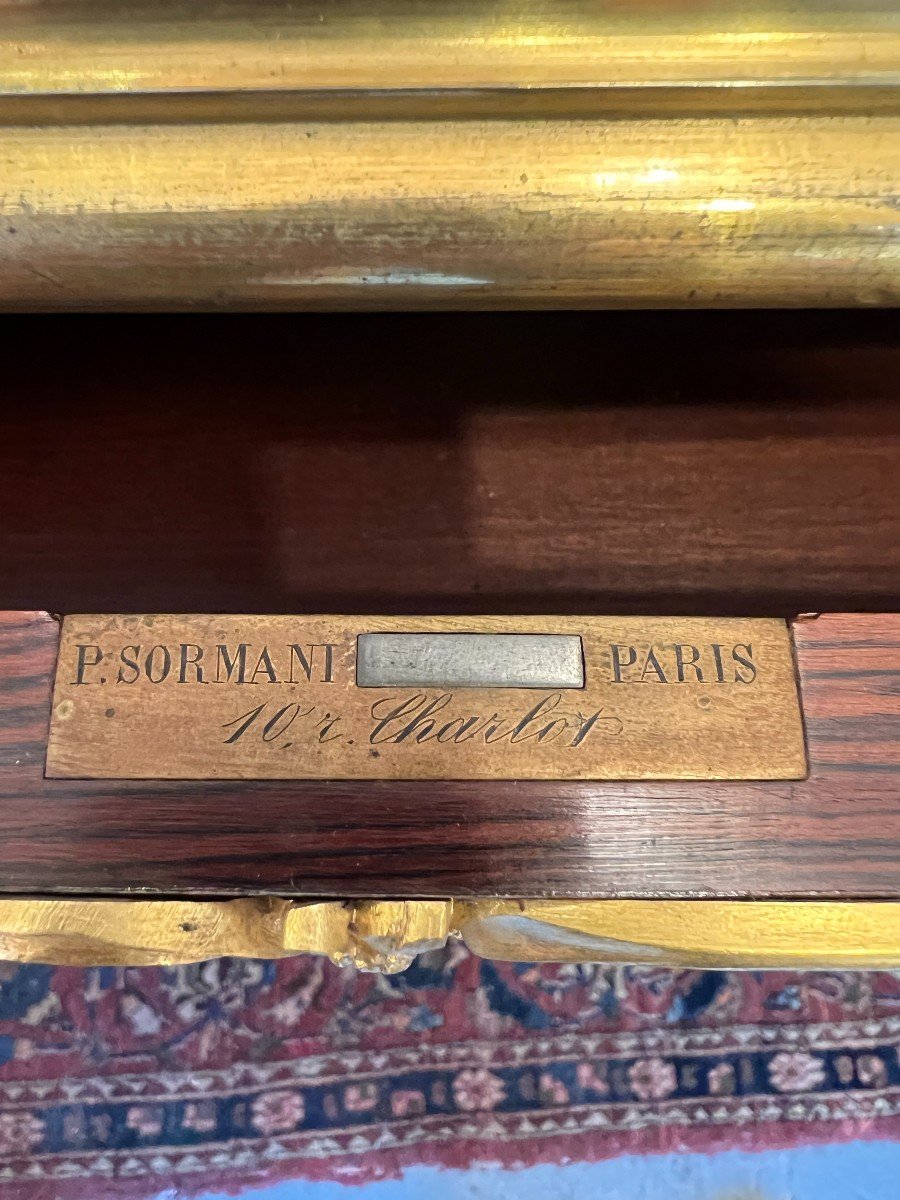 P. SORMANI PARIS
10, r. Charlot